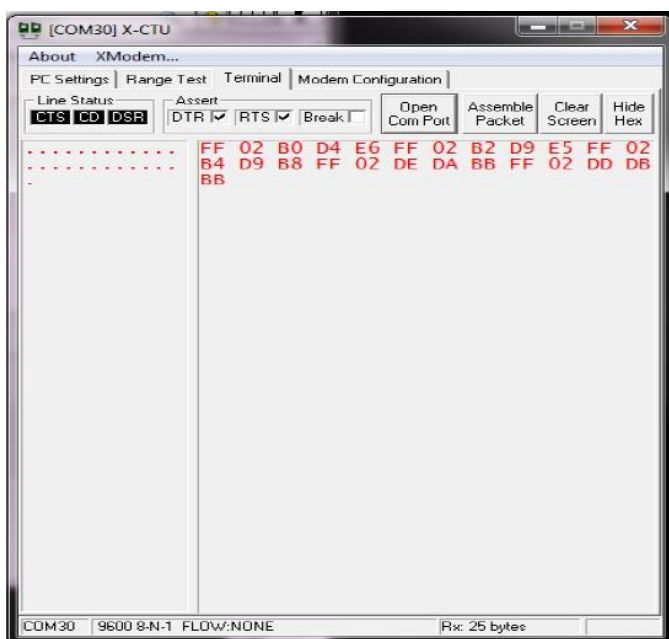 [COM30] X-CTU
About XModem...
PC Settings Range Test Terminal Modem Configuration
Line Status
CTS CD DSR
Assert
DTR RTS Break
Open Com Port
Assemble Packet
Clear Screen
Hide Hex
............ FF 02 B0 D4 E6 FF 02 B2 D9 E5 FF 02
............ B4 D9 B8 FF 02 DE DA BB FF 02 DD DB
. BB
COM30 9600 8-N-1 FLOW:NONE Rx: 25 bytes